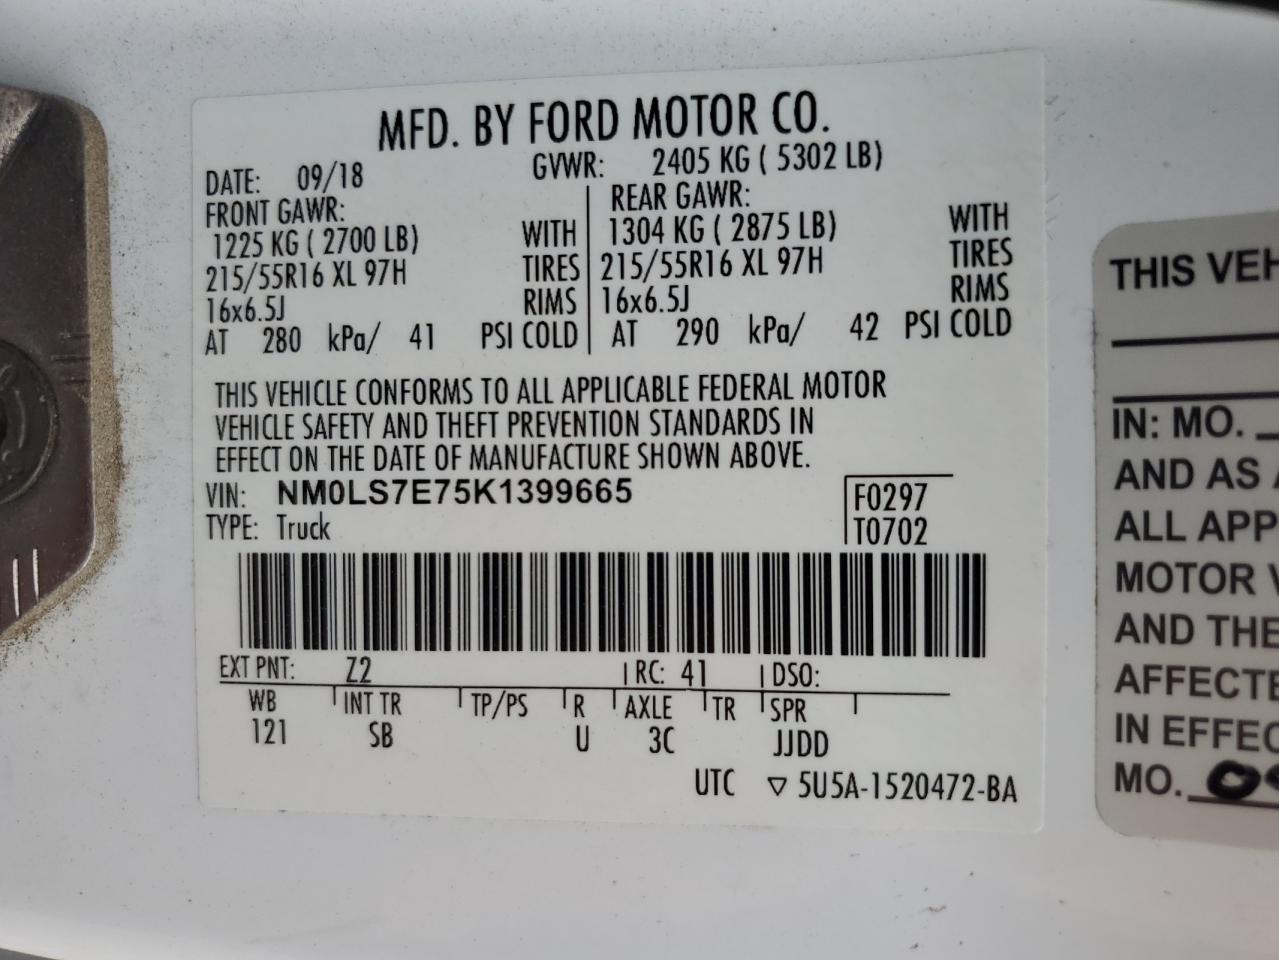 MFD. BY FORD MOTOR CO.
DATE: 09/18 GVWR: 2405 KG ( 5302 LB)
FRONT GAWR: REAR GAWR:
1225 KG ( 2700 LB) WITH 1304 KG ( 2875 LB) WITH
215/55R16 XL 97H TIRES 215/55R16 XL 97H TIRES
16x6.5J RIMS 16x6.5J RIMS
AT 280 kPa/ 41 PSI COLD AT 290 kPa/ 42 PSI COLD
THIS VEHICLE CONFORMS TO ALL APPLICABLE FEDERAL MOTOR
VEHICLE SAFETY AND THEFT PREVENTION STANDARDS IN
EFFECT ON THE DATE OF MANUFACTURE SHOWN ABOVE.
VIN: NM0LS7E75K1399665 F0297
TYPE: Truck T0702
EXT PNT: Z2 RC: 41 DSO:
WB INT TR TP/PS R AXLE TR SPR
121 SB U 3C JJDD
UTC ▽ 5U5A-1520472-BA
THIS VEH
IN: MO.
AND AS
ALL APP
MOTOR
AND THE
AFFECTE
IN EFFEC
MO. 0